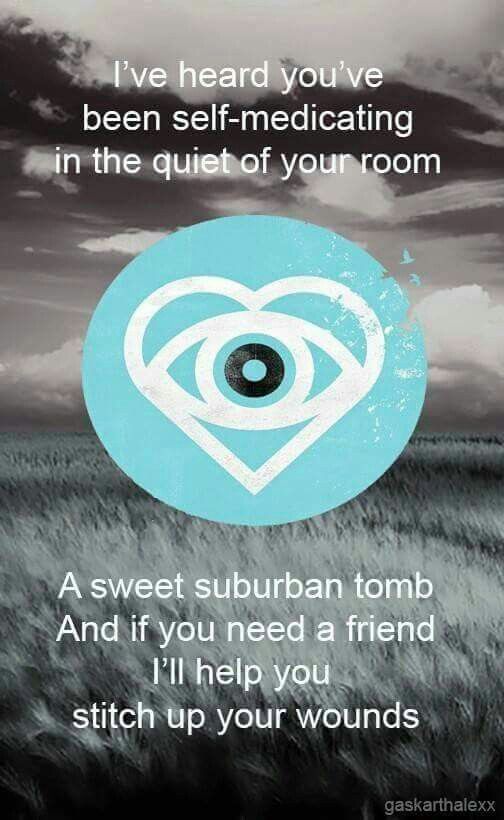 I've heard you've
been self-medicating
in the quiet of your room
A sweet suburban tomb
And if you need a friend
I'll help you
stitch up your wounds
gaskarthalexx